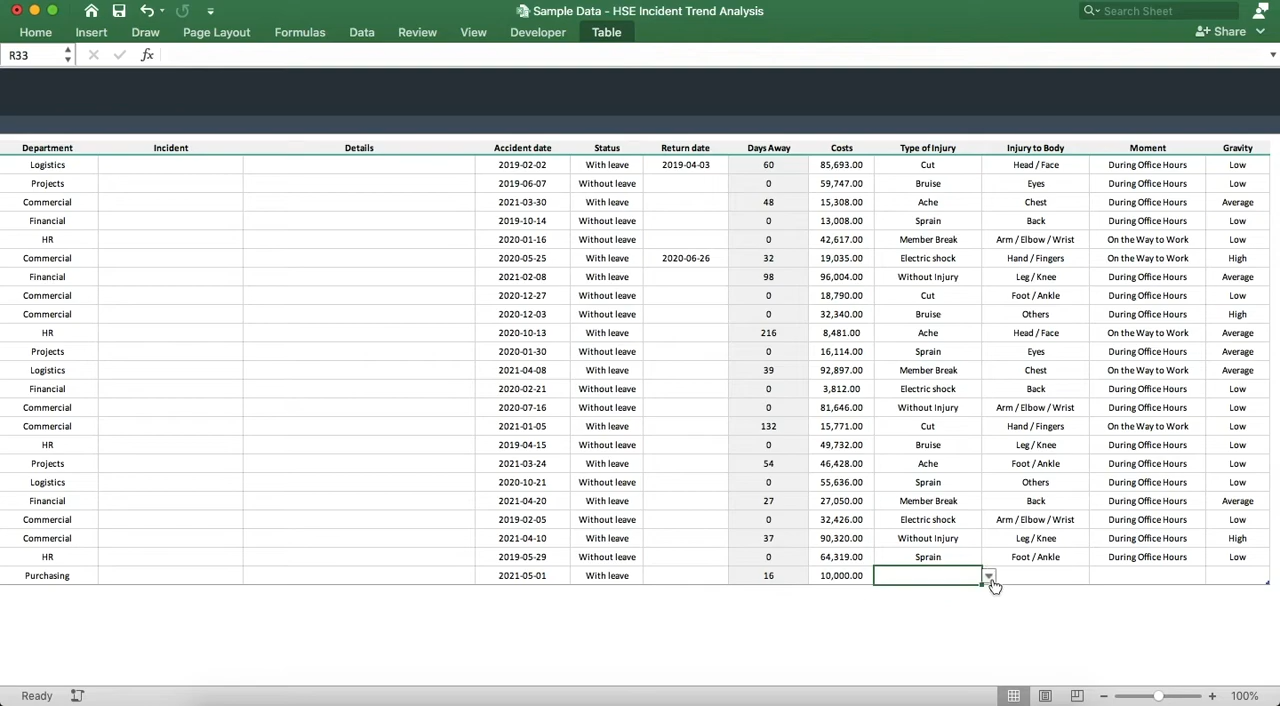 Sample Data - HSE Incident Trend Analysis
Search Sheet
Home Insert Draw Page Layout Formulas Data Review View Developer Table Share
R33 fx
Department Incident Details Accident date Status Return date Days Away Costs Type of Injury Injury to Body Moment Gravity
Logistics 2019-02-02 With leave 2019-04-03 60 85,693.00 Cut Head / Face During Office Hours Low
Projects 2019-06-07 Without leave 0 59,747.00 Bruise Eyes During Office Hours Low
Commercial 2021-03-30 With leave 48 15,308.00 Ache Chest During Office Hours Average
Financial 2019-10-14 Without leave 0 13,008.00 Sprain Back During Office Hours Low
HR 2020-01-16 Without leave 0 42,617.00 Member Break Arm / Elbow / Wrist On the Way to Work Low
Commercial 2020-05-25 With leave 2020-06-26 32 19,035.00 Electric shock Hand / Fingers On the Way to Work High
Financial 2021-02-08 With leave 98 96,004.00 Without Injury Leg / Knee During Office Hours Average
Commercial 2020-12-27 Without leave 0 18,790.00 Cut Foot / Ankle During Office Hours Low
Commercial 2020-12-03 Without leave 0 32,340.00 Bruise Others During Office Hours High
HR 2020-10-13 With leave 216 8,481.00 Ache Head / Face On the Way to Work Average
Projects 2020-01-30 Without leave 0 16,114.00 Sprain Eyes During Office Hours Average
Logistics 2021-04-08 With leave 39 92,897.00 Member Break Chest On the Way to Work Average
Financial 2020-02-21 Without leave 0 3,812.00 Electric shock Back During Office Hours Low
Commercial 2020-07-16 Without leave 0 81,646.00 Without Injury Arm / Elbow / Wrist During Office Hours Low
Commercial 2021-01-05 With leave 132 15,771.00 Cut Hand / Fingers On the Way to Work Low
HR 2019-04-15 Without leave 0 49,732.00 Bruise Leg / Knee During Office Hours Low
Projects 2021-03-24 With leave 54 46,428.00 Ache Foot / Ankle During Office Hours Low
Logistics 2020-10-21 Without leave 0 55,636.00 Sprain Others During Office Hours Low
Financial 2021-04-20 With leave 27 27,050.00 Member Break Back During Office Hours Average
Commercial 2019-02-05 Without leave 0 32,426.00 Electric shock Arm / Elbow / Wrist During Office Hours Low
Commercial 2021-04-10 With leave 37 90,320.00 Without Injury Leg / Knee During Office Hours High
HR 2019-05-29 Without leave 0 64,319.00 Sprain Foot / Ankle During Office Hours Low
Purchasing 2021-05-01 With leave 16 10,000.00
Ready 100%